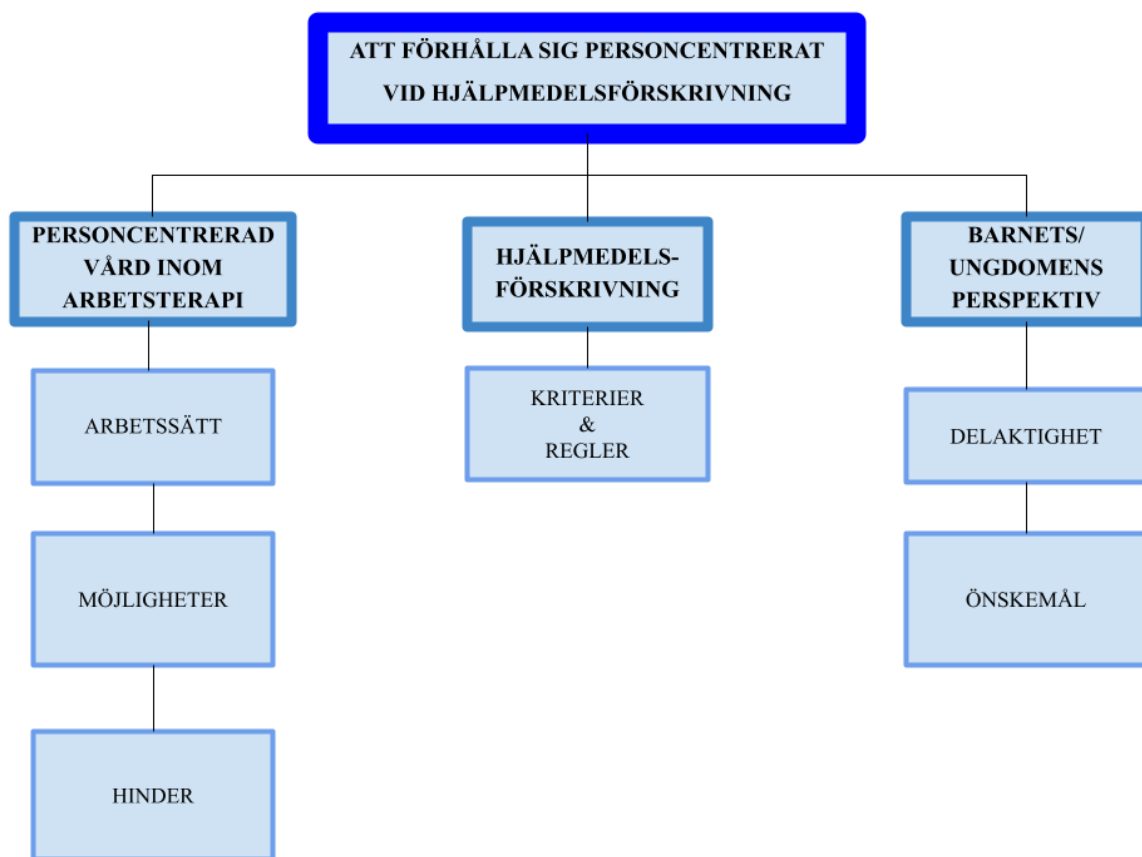 ATT FÖRHÅLLA SIG PERSONCENTRERAT
VID HJÄLPMEDELSFÖRSKRIVNING
PERSONCENTRERAD
VÅRD INOM
ARBETSTERAPI
HJÄLPMEDELS-
FÖRSKRIVNING
BARNETS/
UNGDOMENS
PERSPEKTIV
ARBETSSÄTT
KRITERIER
&
REGLER
DELAKTIGHET
MÖJLIGHETER
ÖNSKEMÅL
HINDER